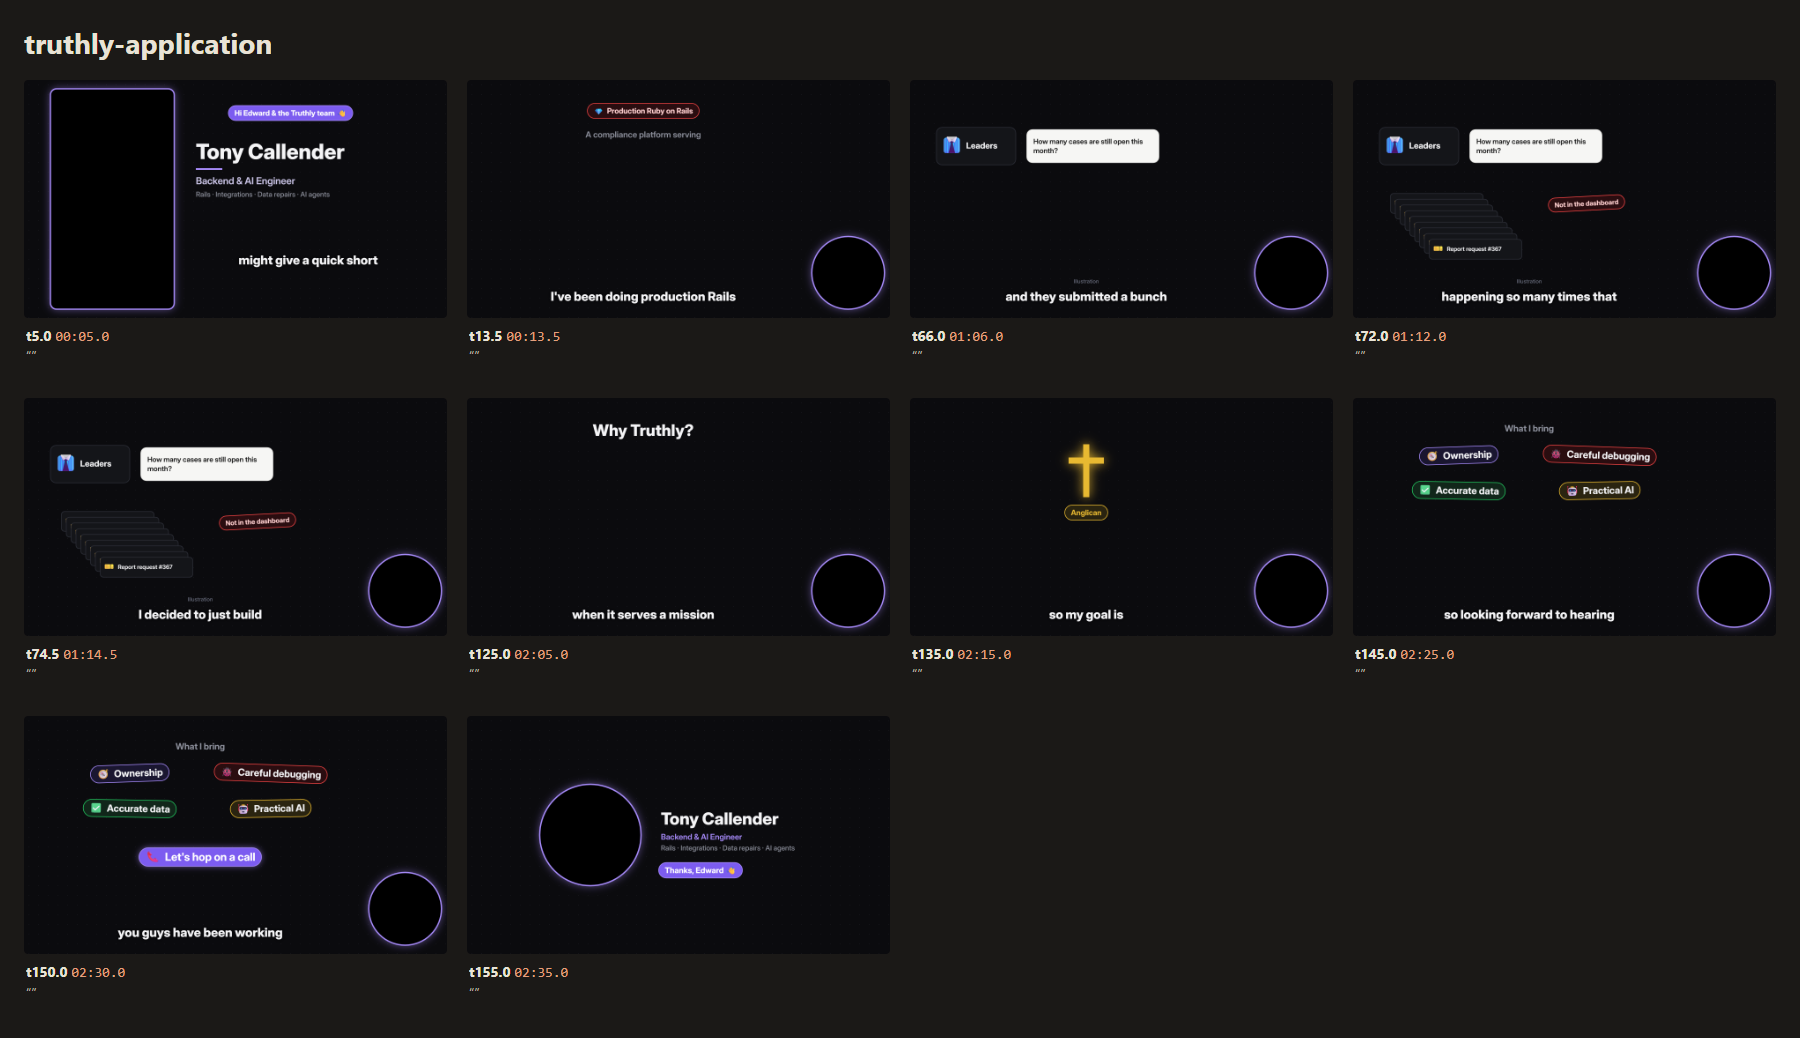 truthly-application
Hi Edward & the Truthly team 👋
Tony Callender
Backend & AI Engineer
Rails · Integrations · Data repairs · AI agents
might give a quick short
t5.0 00:05.0
""
Production Ruby on Rails
A compliance platform serving
I've been doing production Rails
t13.5 00:13.5
""
Leaders
How many cases are still open this
month?
Illustration
and they submitted a bunch
t66.0 01:06.0
""
Leaders
How many cases are still open this
month?
Not in the dashboard
Report request #367
Illustration
happening so many times that
t72.0 01:12.0
""
Leaders
How many cases are still open this
month?
Not in the dashboard
Report request #367
Illustration
I decided to just build
t74.5 01:14.5
""
Why Truthly?
when it serves a mission
t125.0 02:05.0
""
Anglican
so my goal is
t135.0 02:15.0
""
What I bring
Ownership
Careful debugging
Accurate data
Practical AI
so looking forward to hearing
t145.0 02:25.0
""
What I bring
Ownership
Careful debugging
Accurate data
Practical AI
Let's hop on a call
you guys have been working
t150.0 02:30.0
""
Tony Callender
Backend & AI Engineer
Rails · Integrations · Data repairs · AI agents
Thanks, Edward 👋
t155.0 02:35.0
""